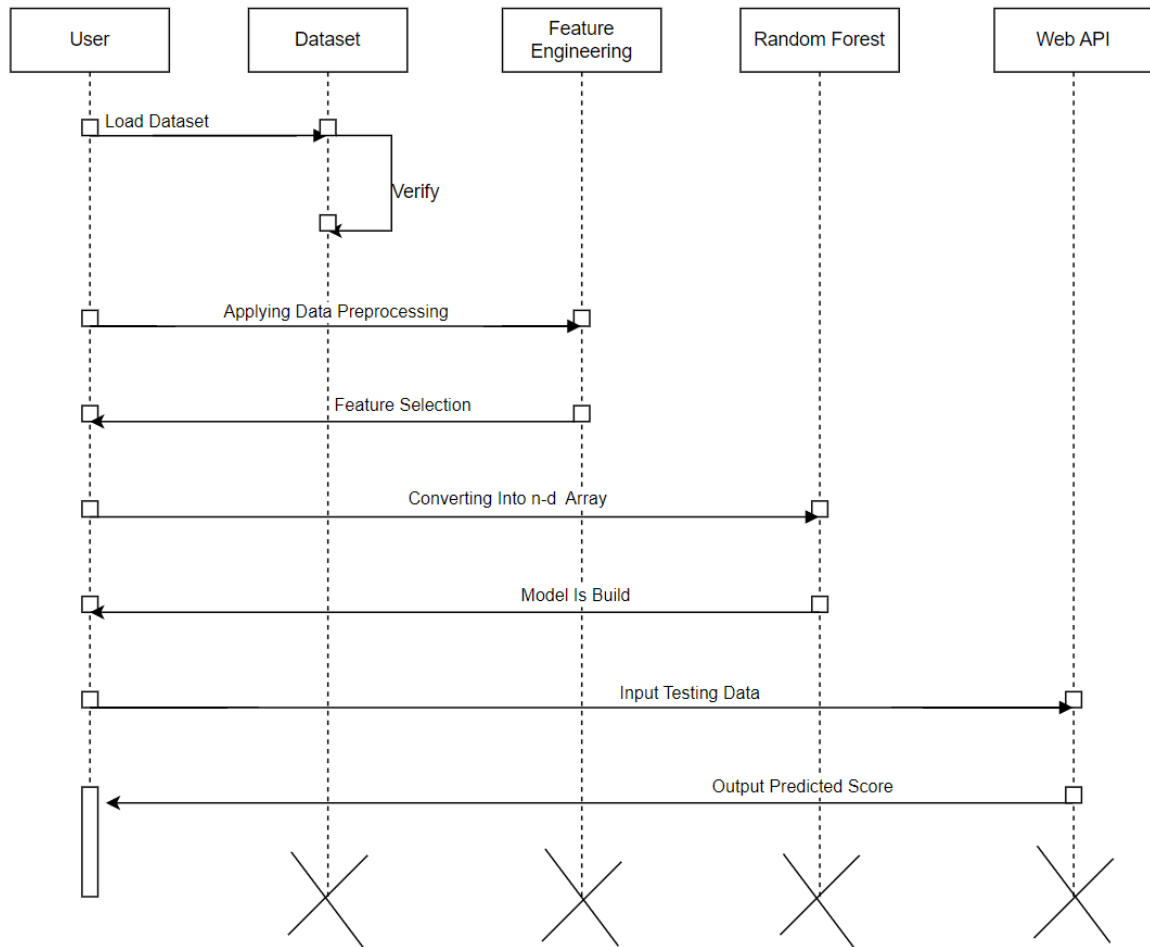 User
Dataset
Feature
Engineering
Random Forest
Web API
Load Dataset
Verify
Applying Data Preprocessing
Feature Selection
Converting Into n-d Array
Model Is Build
Input Testing Data
Output Predicted Score